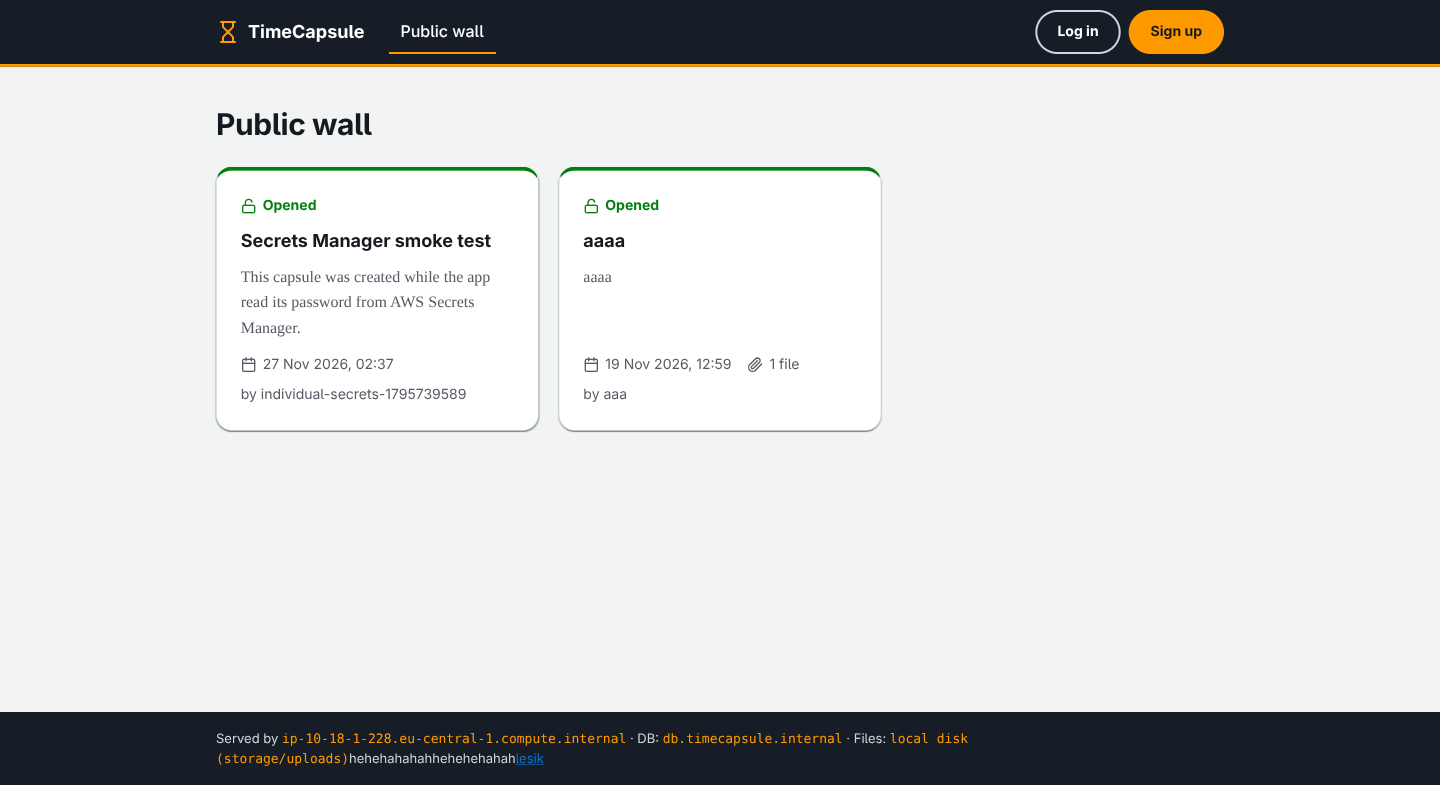 TimeCapsule
Public wall
Log in
Sign up
Public wall
Opened
Secrets Manager smoke test
This capsule was created while the app
read its password from AWS Secrets
Manager.
27 Nov 2026, 02:37
by individual-secrets-1795739589
Opened
aaaa
aaaa
19 Nov 2026, 12:59 1 file
by aaa
Served by ip-10-18-1-228.eu-central-1.compute.internal · DB: db.timecapsule.internal · Files: local disk
(storage/uploads)hehehahahahhehehehahahlesik